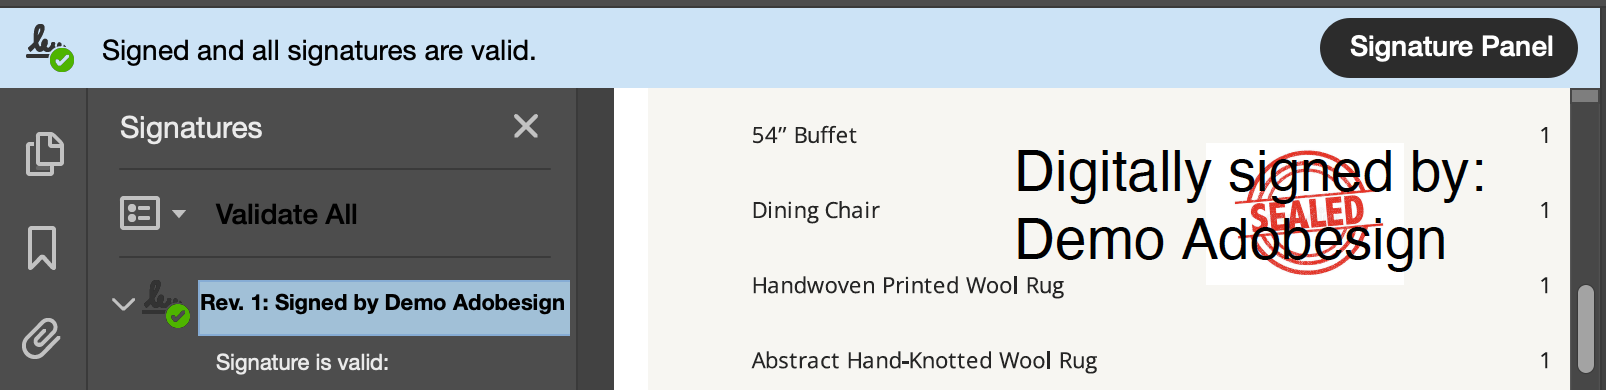 Signed and all signatures are valid.
Signature Panel
Signatures
Validate All
Rev. 1: Signed by Demo Adobesign
Signature is valid:
54” Buffet 1
Digitally signed by:
SEALED
Dining Chair 1
Demo Adobesign
Handwoven Printed Wool Rug 1
Abstract Hand-Knotted Wool Rug 1